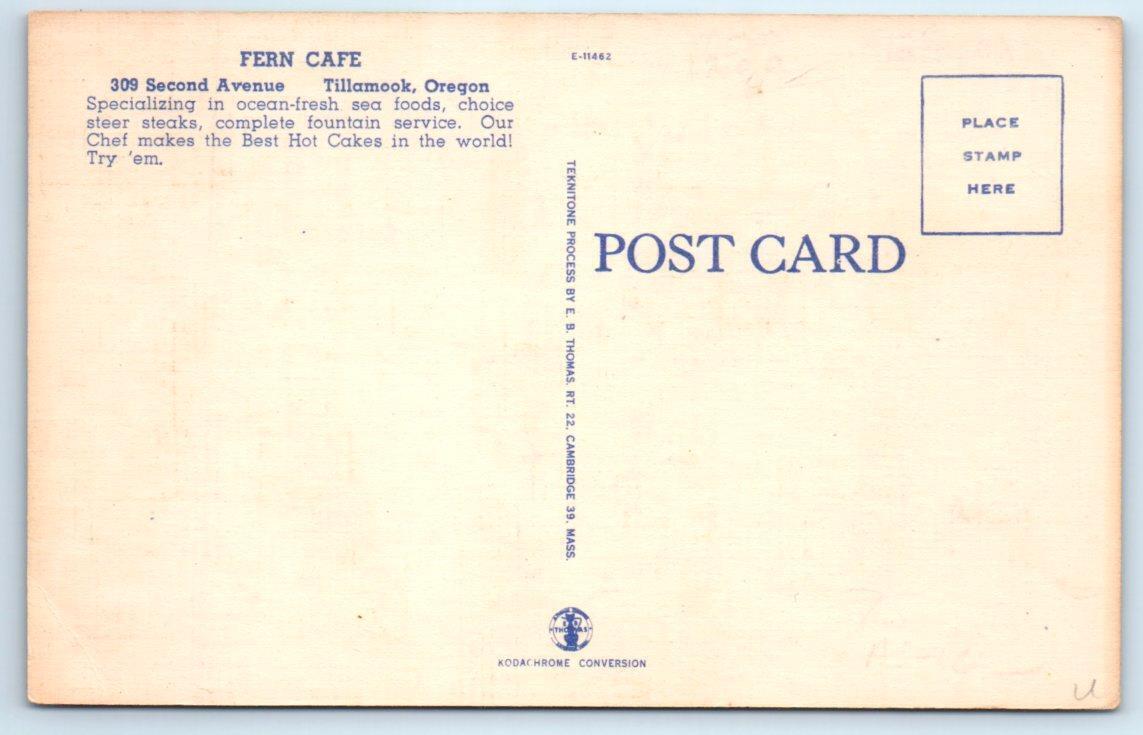 FERN CAFE
309 Second Avenue Tillamook, Oregon
Specializing in ocean-fresh sea foods, choice
steer steaks, complete fountain service. Our
Chef makes the Best Hot Cakes in the world!
Try 'em.
E-11462
TEKNITONE PROCESS BY E. B. THOMAS, RT. 22, CAMBRIDGE 39, MASS.
PLACE
STAMP
HERE
POST CARD
THOMAS
KODACHROME CONVERSION
U